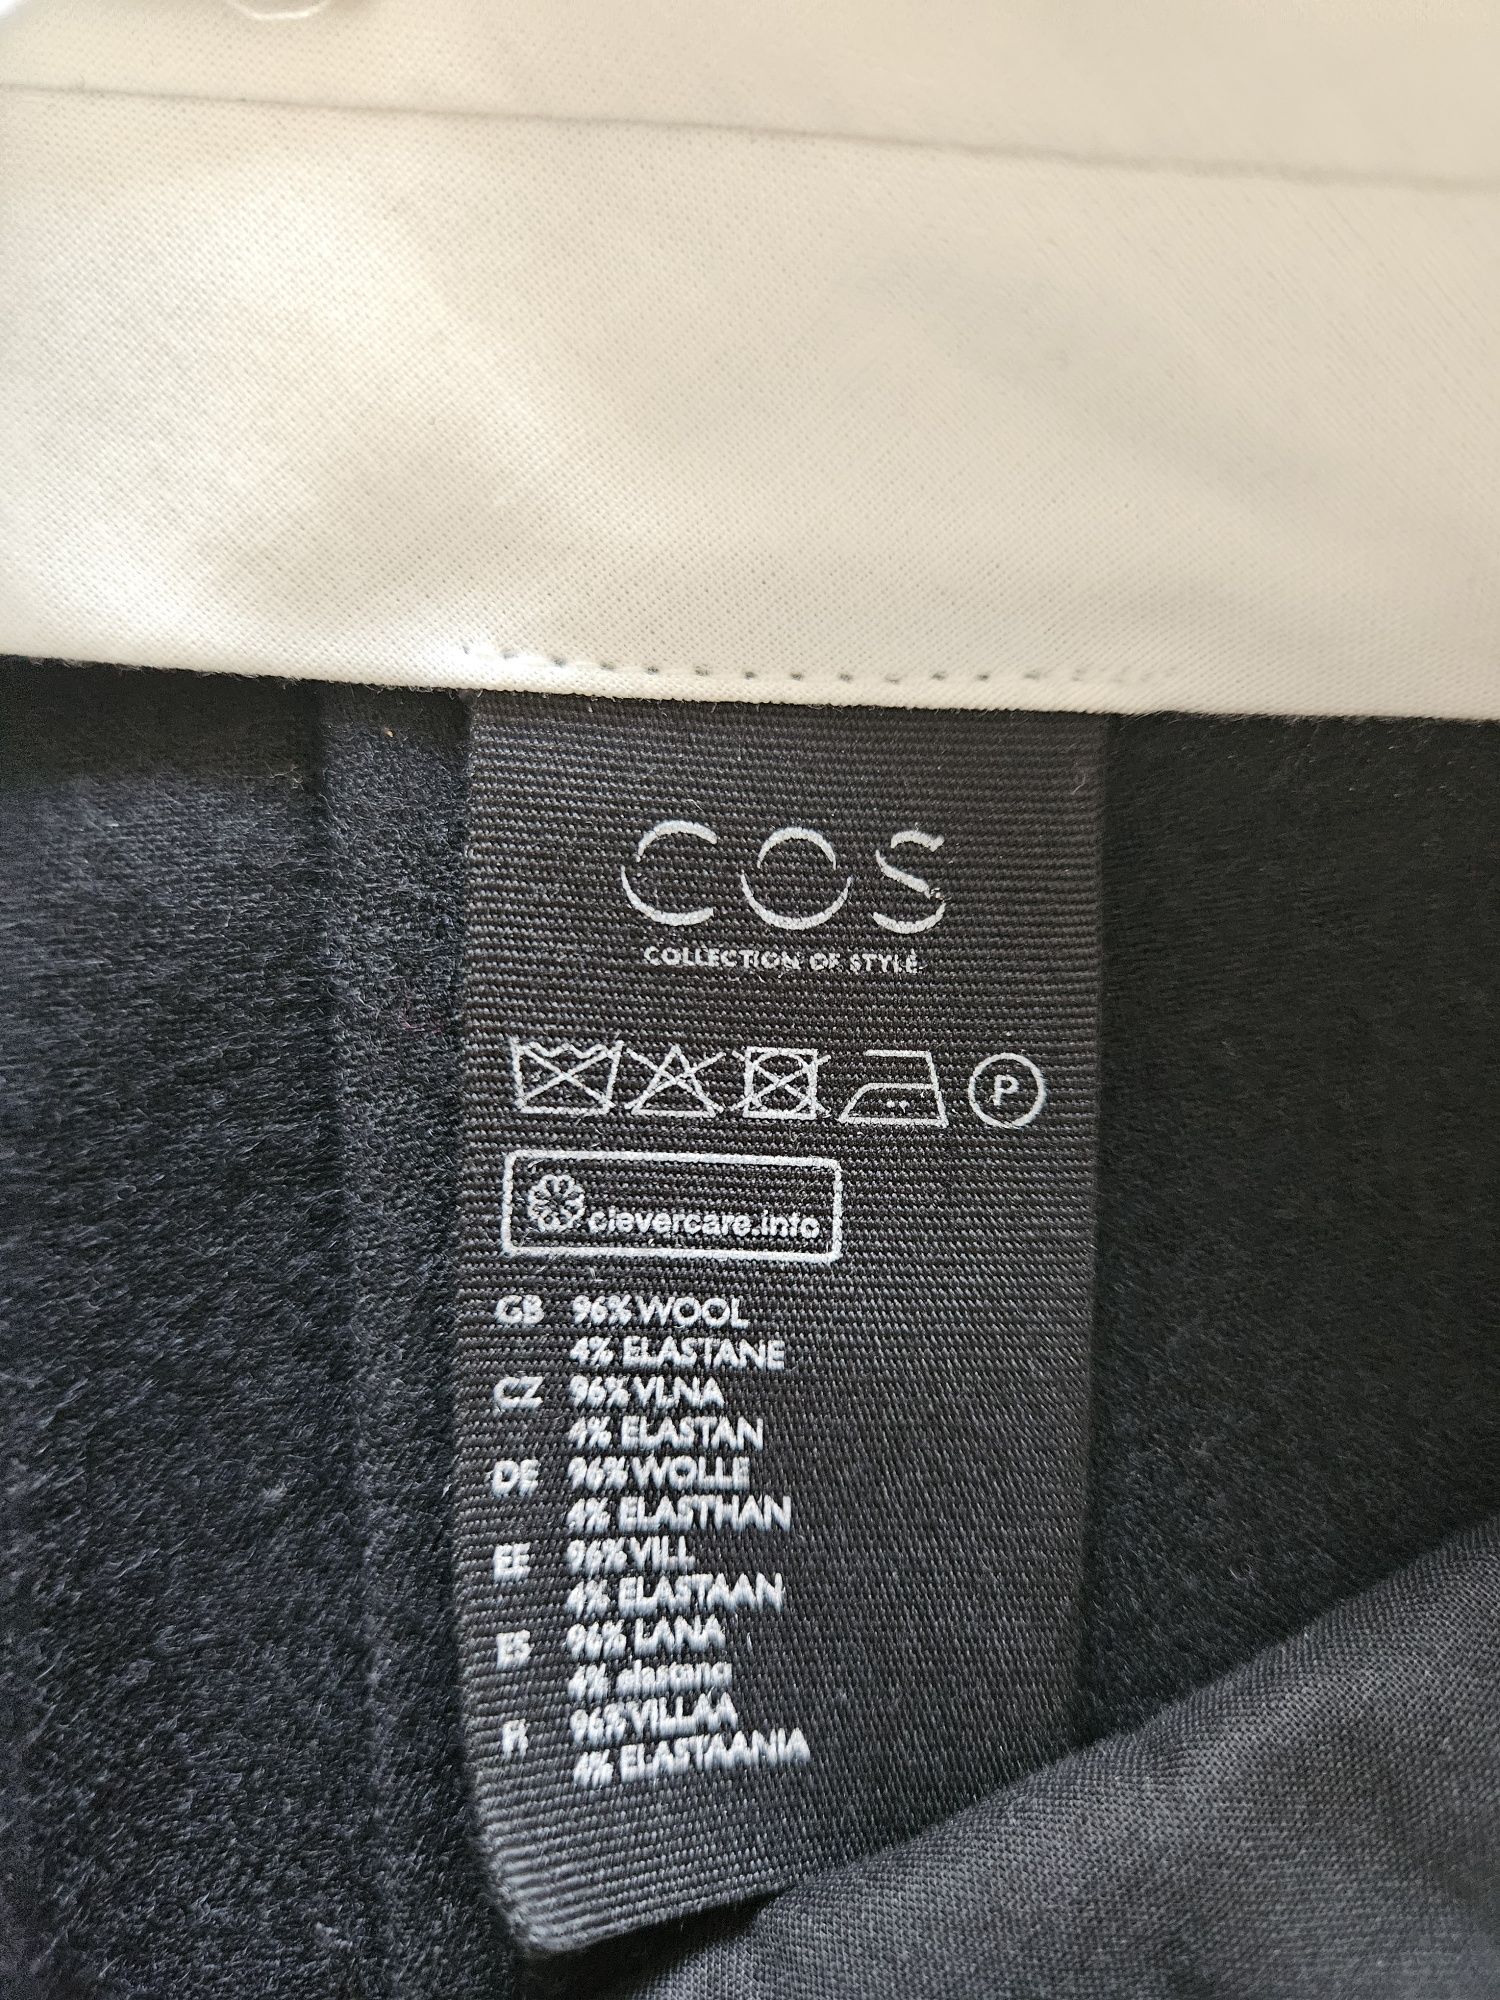 COS
COLLECTION OF STYLE
P
clevercare.info
GB 96% WOOL
4% ELASTANE
CZ 96% VLNA
4% ELASTAN
DE 96% WOLLE
4% ELASTHAN
EE 96% VILL
4% ELASTAAN
ES 96% LANA
4% elastano
FI 96% VILLAA
4% ELASTAANIA